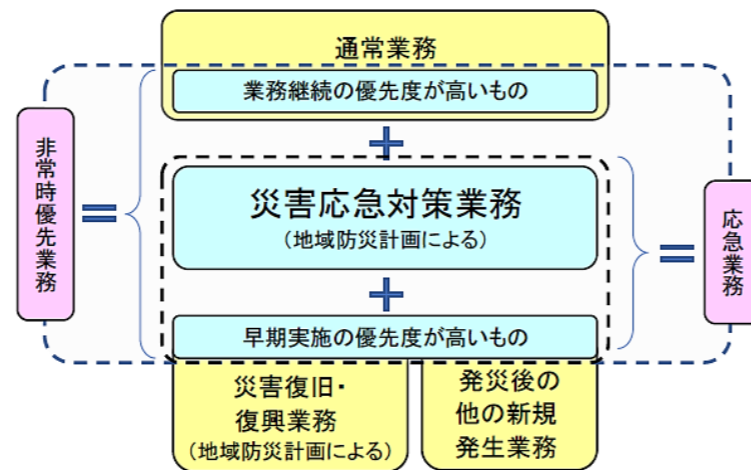 通常業務
業務継続の優先度が高いもの
+
非常時優先業務
=
災害応急対策業務
(地域防災計画による)
=
応急業務
+
早期実施の優先度が高いもの
災害復旧・
復興業務
(地域防災計画による)
発災後の
他の新規
発生業務